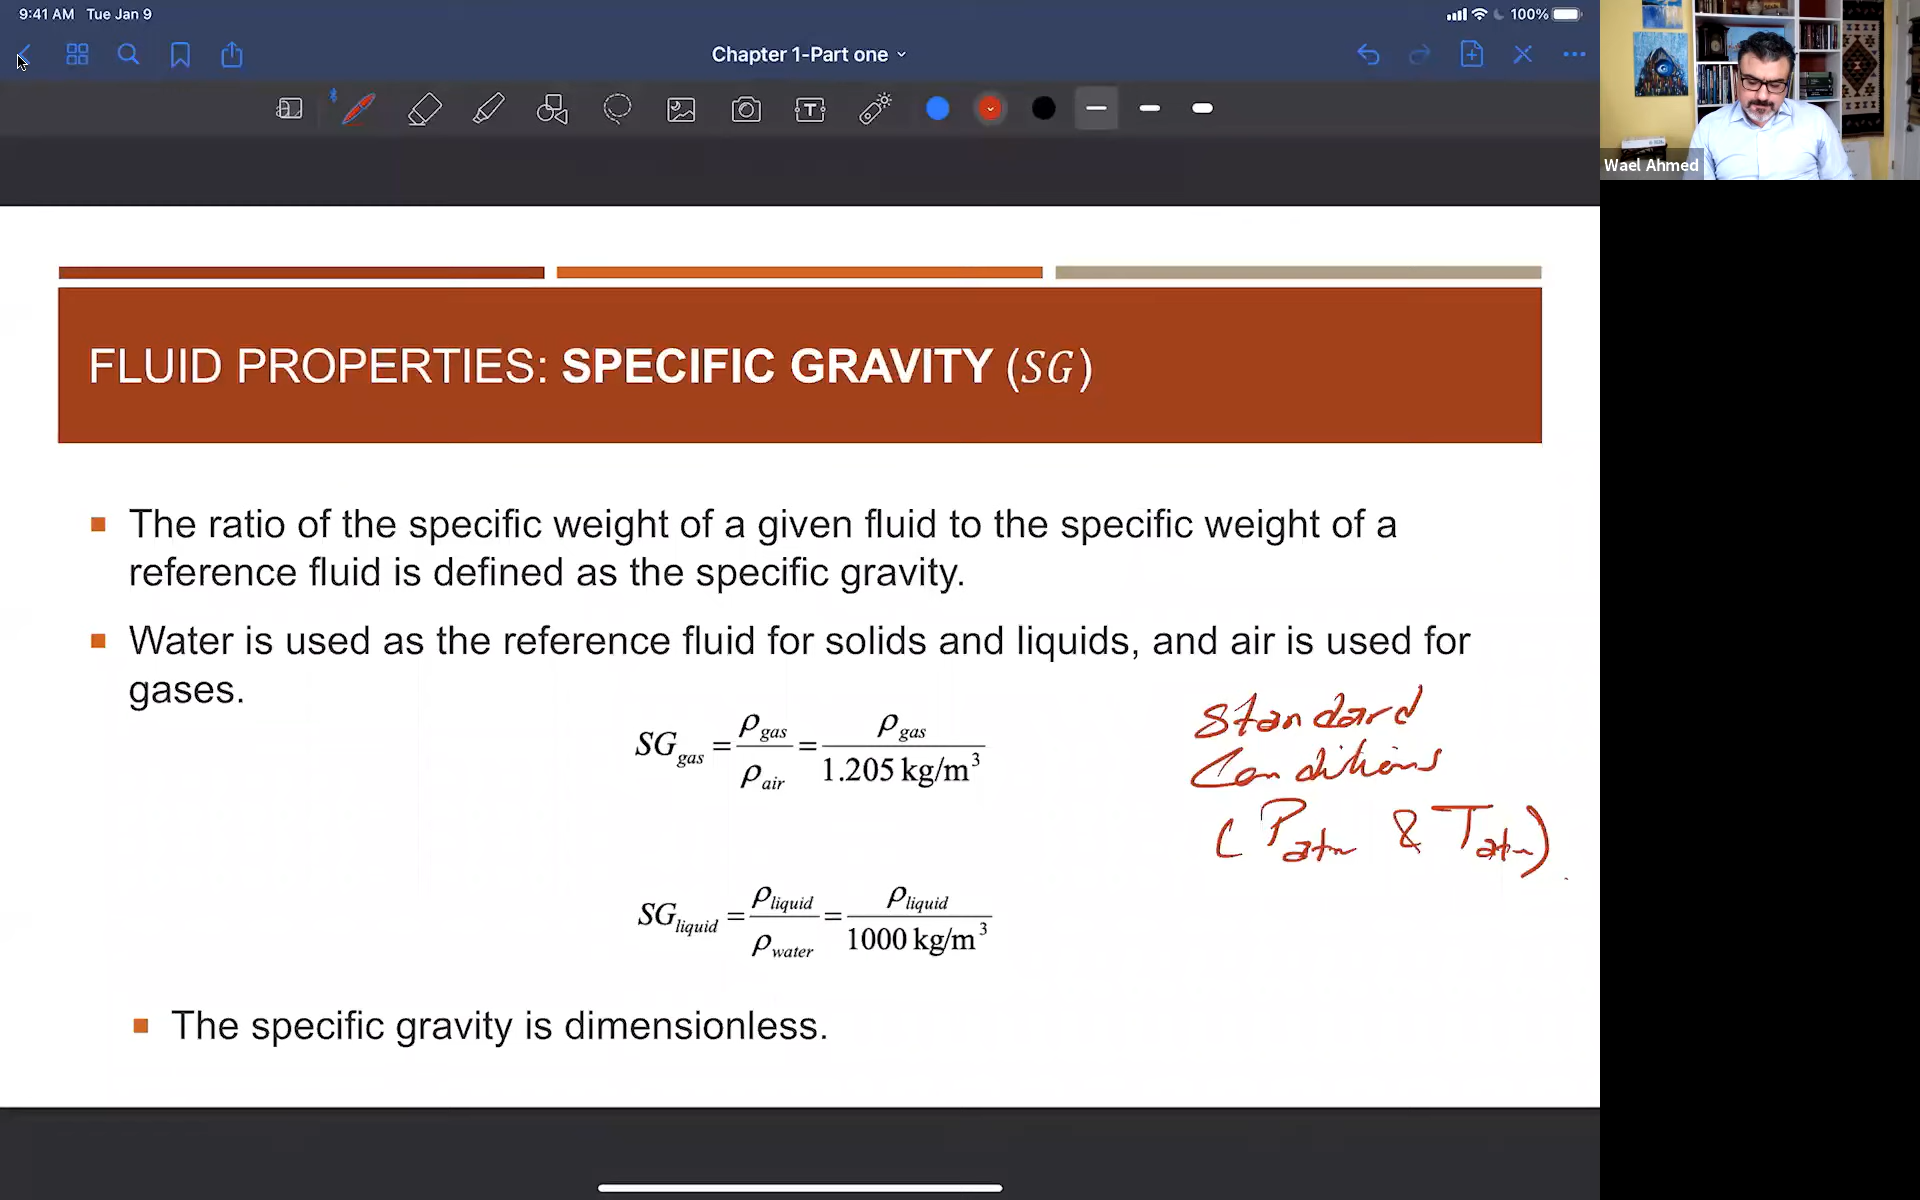 9:41 AM Tue Jan 9
100%
Chapter 1-Part one
T
Wael Ahmed
FLUID PROPERTIES: SPECIFIC GRAVITY (SG)
The ratio of the specific weight of a given fluid to the specific weight of a
reference fluid is defined as the specific gravity.
Water is used as the reference fluid for solids and liquids, and air is used for
gases.
SG_gas = ρ_gas / ρ_air = ρ_gas / 1.205 kg/m³
Standard
Conditions
(P_atm & T_atm)
SG_liquid = ρ_liquid / ρ_water = ρ_liquid / 1000 kg/m³
The specific gravity is dimensionless.